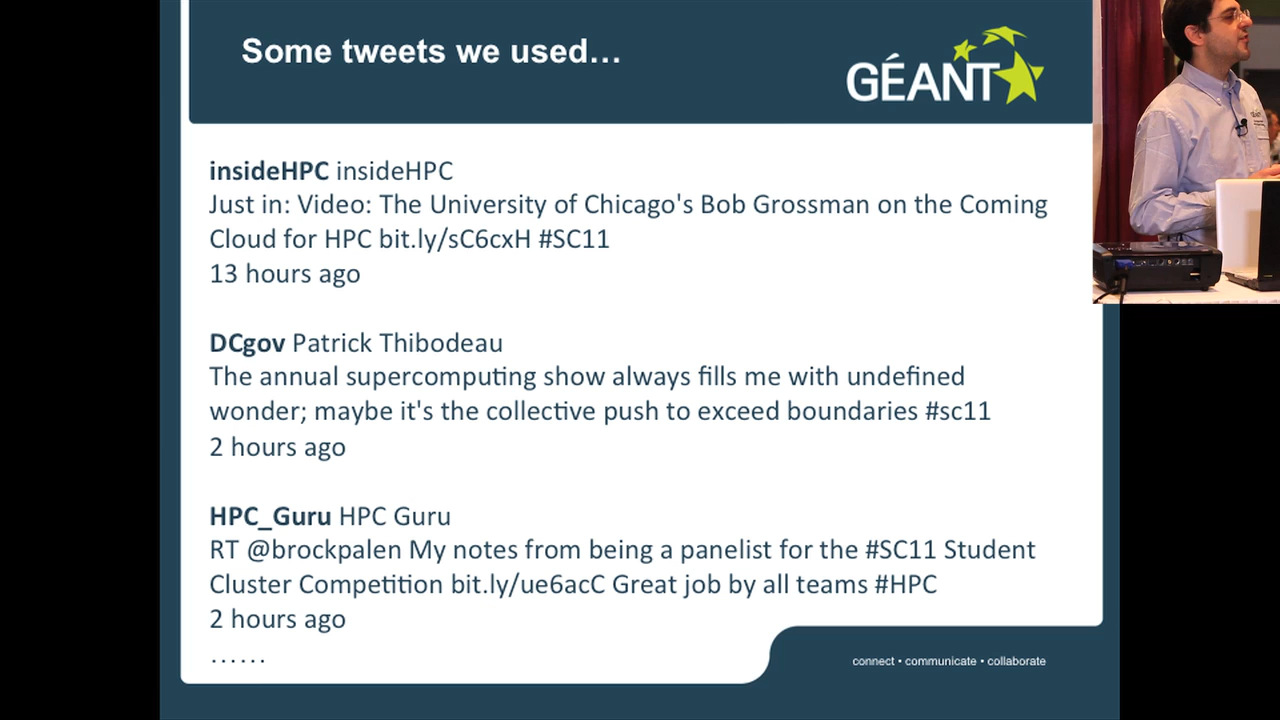 Some tweets we used…
GÉANT
insideHPC insideHPC
Just in: Video: The University of Chicago's Bob Grossman on the Coming
Cloud for HPC bit.ly/sC6cxH #SC11
13 hours ago
DCgov Patrick Thibodeau
The annual supercomputing show always fills me with undefined
wonder; maybe it's the collective push to exceed boundaries #sc11
2 hours ago
HPC_Guru HPC Guru
RT @brockpalen My notes from being a panelist for the #SC11 Student
Cluster Competition bit.ly/ue6acC Great job by all teams #HPC
2 hours ago
......
connect • communicate • collaborate